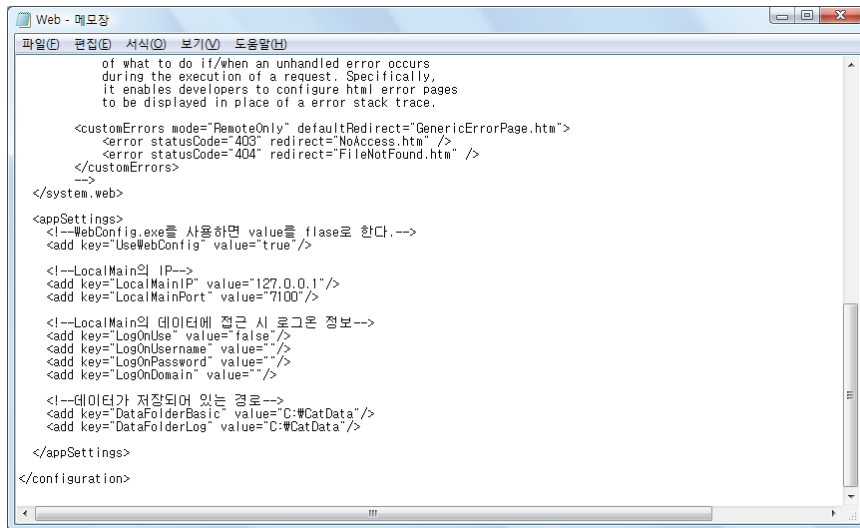 Web - 메모장
파일(F) 편집(E) 서식(O) 보기(V) 도움말(H)
of what to do if/when an unhandled error occurs
during the execution of a request. Specifically,
it enables developers to configure html error pages
to be displayed in place of a error stack trace.
<customErrors mode="RemoteOnly" defaultRedirect="GenericErrorPage.htm">
<error statusCode="403" redirect="NoAccess.htm" />
<error statusCode="404" redirect="FileNotFound.htm" />
</customErrors>
-->
</system.web>
<appSettings>
<!--WebConfig.exe를 사용하면 value를 flase로 한다.-->
<add key="UseWebConfig" value="true"/>
<!--LocalMain의 IP-->
<add key="LocalMainIP" value="127.0.0.1"/>
<add key="LocalMainPort" value="7100"/>
<!--LocalMain의 데이터에 접근 시 로그온 정보-->
<add key="LogOnUse" value="false"/>
<add key="LogOnUsername" value=""/>
<add key="LogOnPassword" value=""/>
<add key="LogOnDomain" value=""/>
<!--데이터가 저장되어 있는 경로-->
<add key="DataFolderBasic" value="C:₩CatData"/>
<add key="DataFolderLog" value="C:₩CatData"/>
</appSettings>
</configuration>